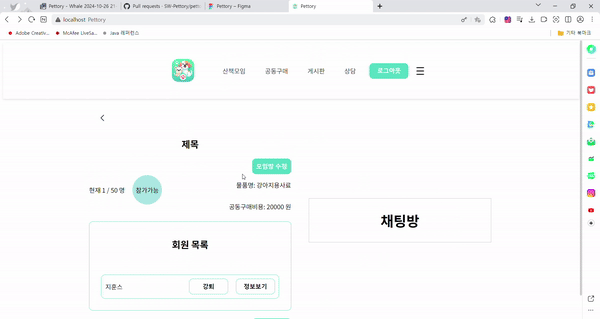 Pettory - Whale 2024-10-26 21
Pull requests · SW-Pettory/pett
Pettory – Figma
Pettory
localhost Pettory
Adobe Creativ...
McAfee LiveSa...
Java 레퍼런스
기타 북마크
산책모임
공동구매
게시판
상담
로그아웃
제목
모임방 수정
현재 1 / 50 명
참가가능
물품명: 강아지용사료
공동구매비용: 20000 원
채팅방
회원 목록
지훈스
강퇴
정보보기